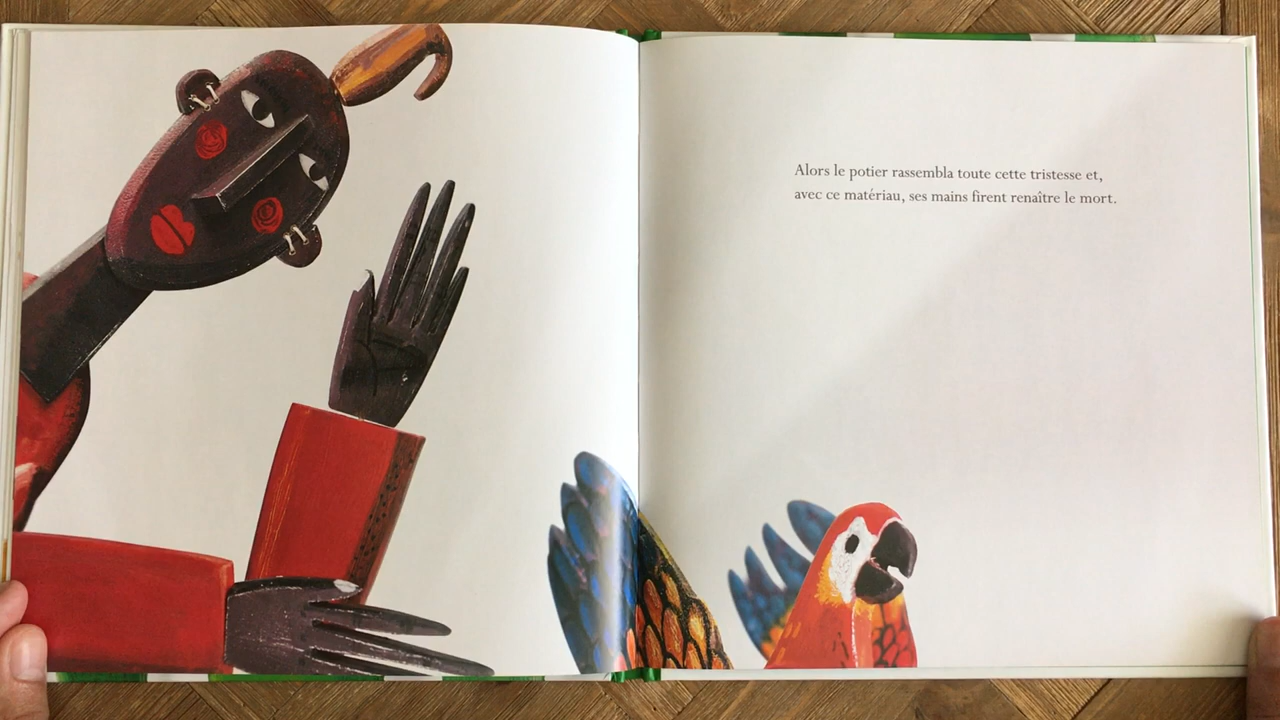 Alors le potier rassembla toute cette tristesse et,
avec ce matériau, ses mains firent renaître le mort.